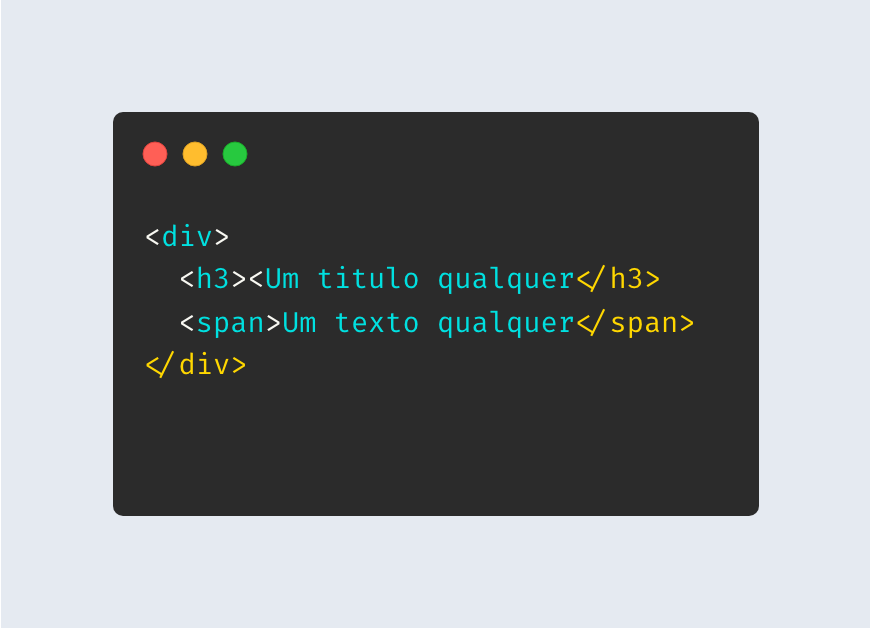 <div>
  <h3><Um titulo qualquer</h3>
  <span>Um texto qualquer</span>
</div>